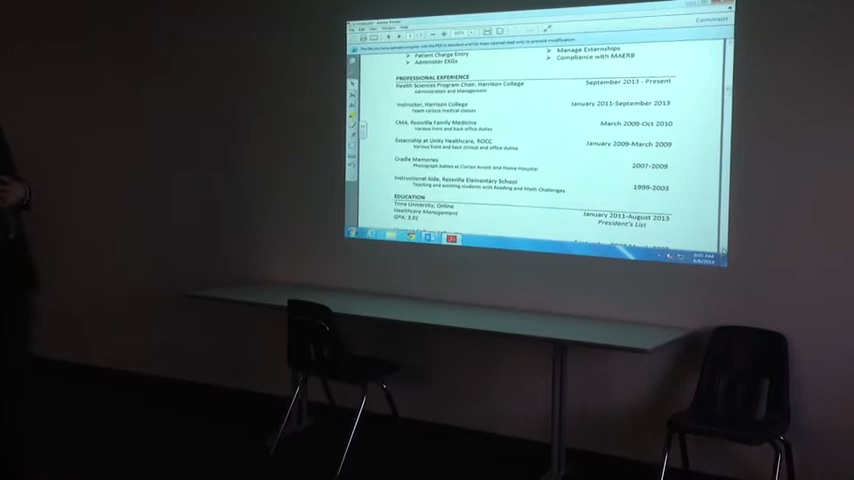 Comment
Patient Charge Entry
Administer EKGs
Manage Externships
Compliance with MAERB
PROFESSIONAL EXPERIENCE
Health Sciences Program Chair, Harrison College September 2013 - Present
Administration and Management
Instructor, Harrison College January 2011-September 2013
Teach various medical classes
CMA, Rossville Family Medicine March 2009-Oct 2010
Various front and back office duties
Externship at Unity Healthcare, ROCC January 2009-March 2009
Various front and back clinical and office duties
Cradle Memories 2007-2009
Photograph babies at Clarian Arnett and Home Hospital
Instructional Aide, Rossville Elementary School 1999-2003
Teaching and assisting students with Reading and Math Challenges
EDUCATION
Trine University, Online January 2011-August 2013
Healthcare Management President's List
GPA: 3.91